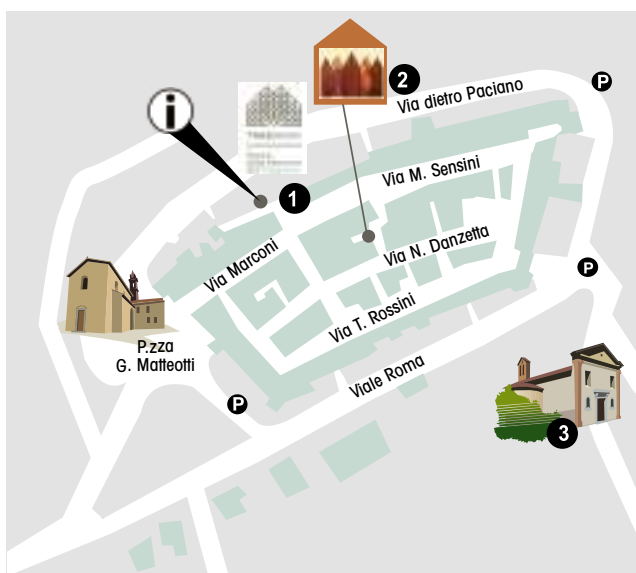 2
P
Via dietro Paciano
i
Via M. Sensini
1
Via N. Danzetta
Via Marconi
P
Via T. Rossini
P.zza
G. Matteotti
Viale Roma
P
3